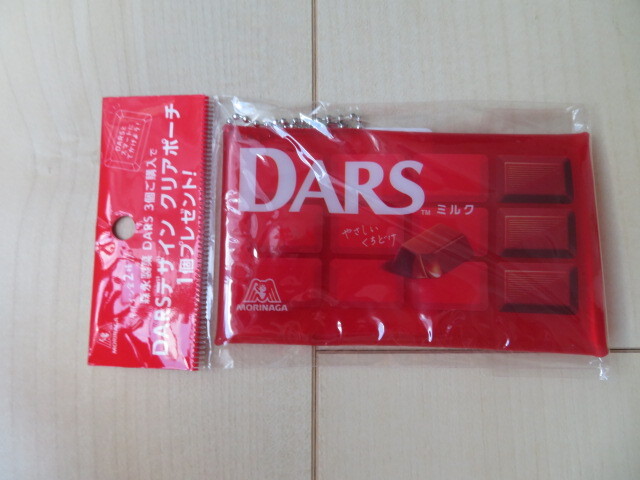 森永製菓 DARS 3個ご購入で
DARSデザイン クリアポーチ
1個プレゼント!
DARS
TM
ミルク
やさしい
くちどけ
MORINAGA